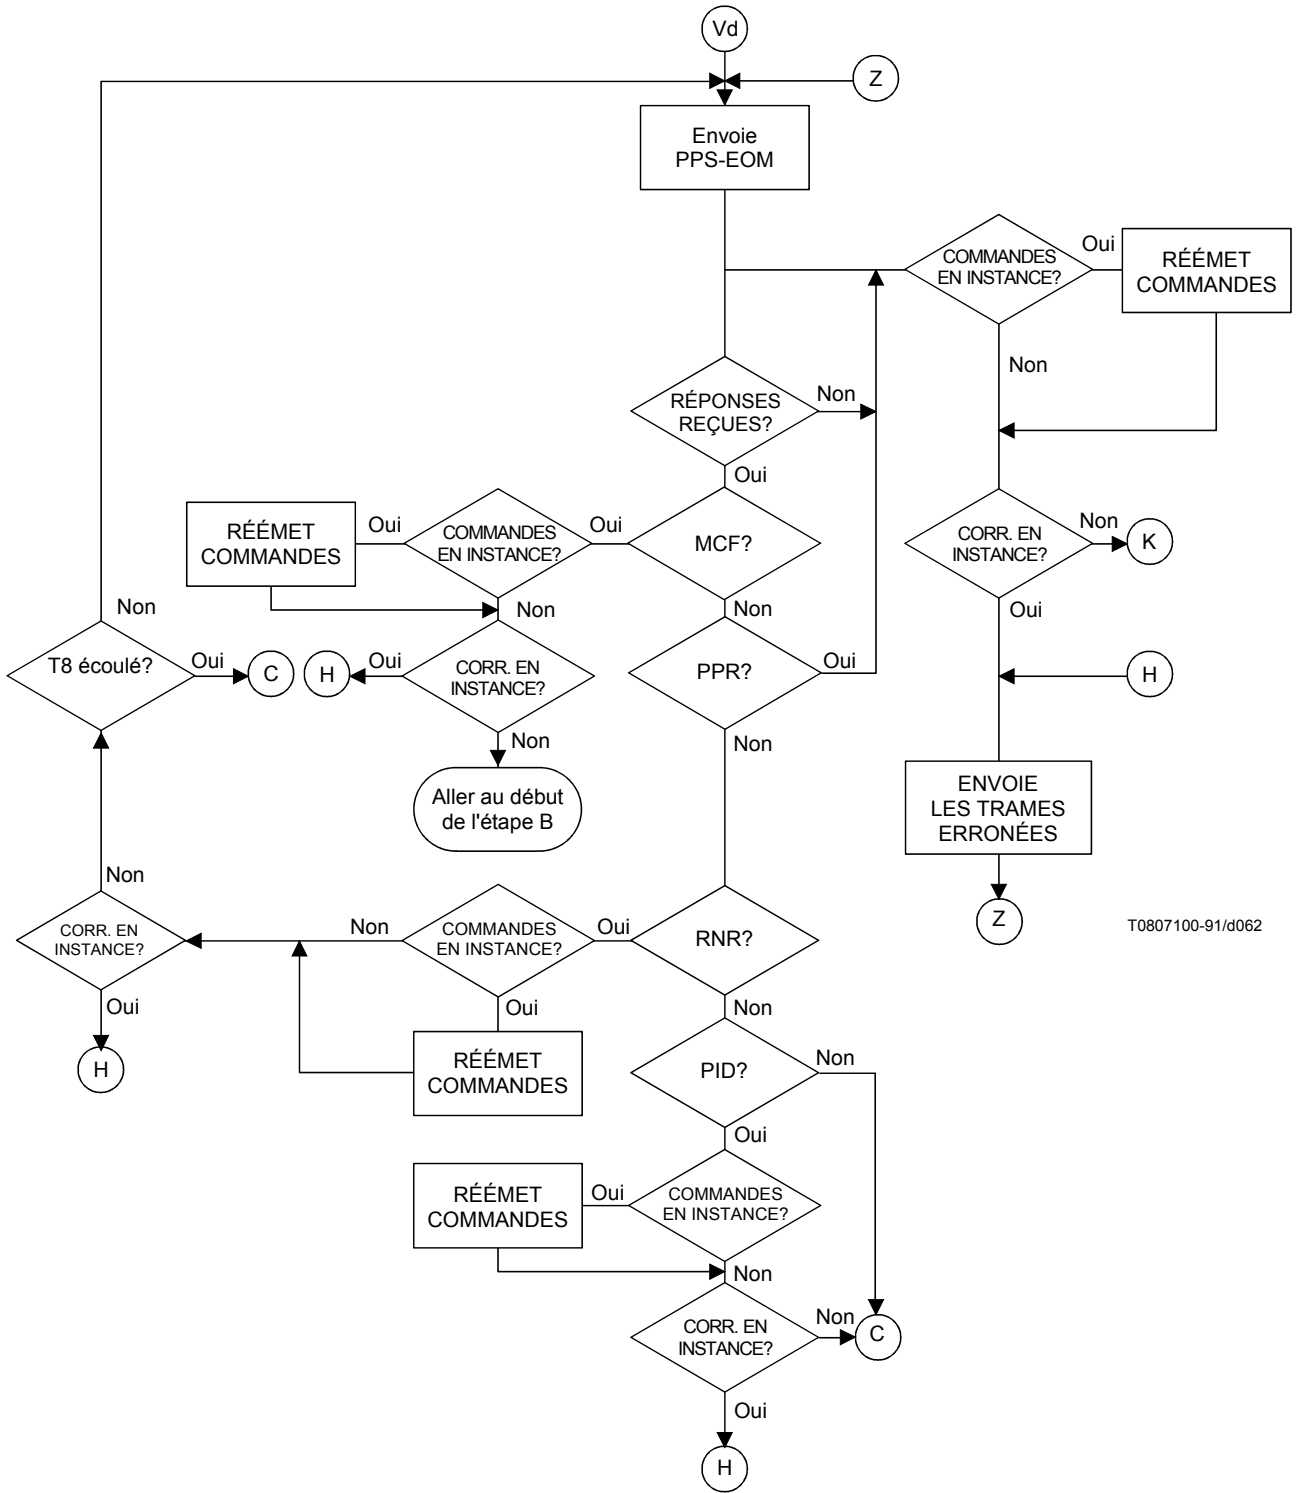 Vd
Z
Envoie
PPS-EOM
COMMANDES
EN INSTANCE?
Oui
RÉÉMET
COMMANDES
Non
RÉPONSES
REÇUES?
Non
Oui
RÉÉMET
COMMANDES
Oui
COMMANDES
EN INSTANCE?
Oui
MCF?
CORR. EN
INSTANCE?
Non
K
Non
Non
Non
Oui
T8 écoulé?
Oui
C
H
Oui
CORR. EN
INSTANCE?
PPR?
Oui
H
Non
Non
Aller au début
de l'étape B
ENVOIE
LES TRAMES
ERRONÉES
Non
CORR. EN
INSTANCE?
Non
COMMANDES
EN INSTANCE?
Oui
RNR?
Z
T0807100-91/d062
Oui
Oui
Non
H
RÉÉMET
COMMANDES
PID?
Non
Oui
RÉÉMET
COMMANDES
Oui
COMMANDES
EN INSTANCE?
Non
CORR. EN
INSTANCE?
Non
C
Oui
H